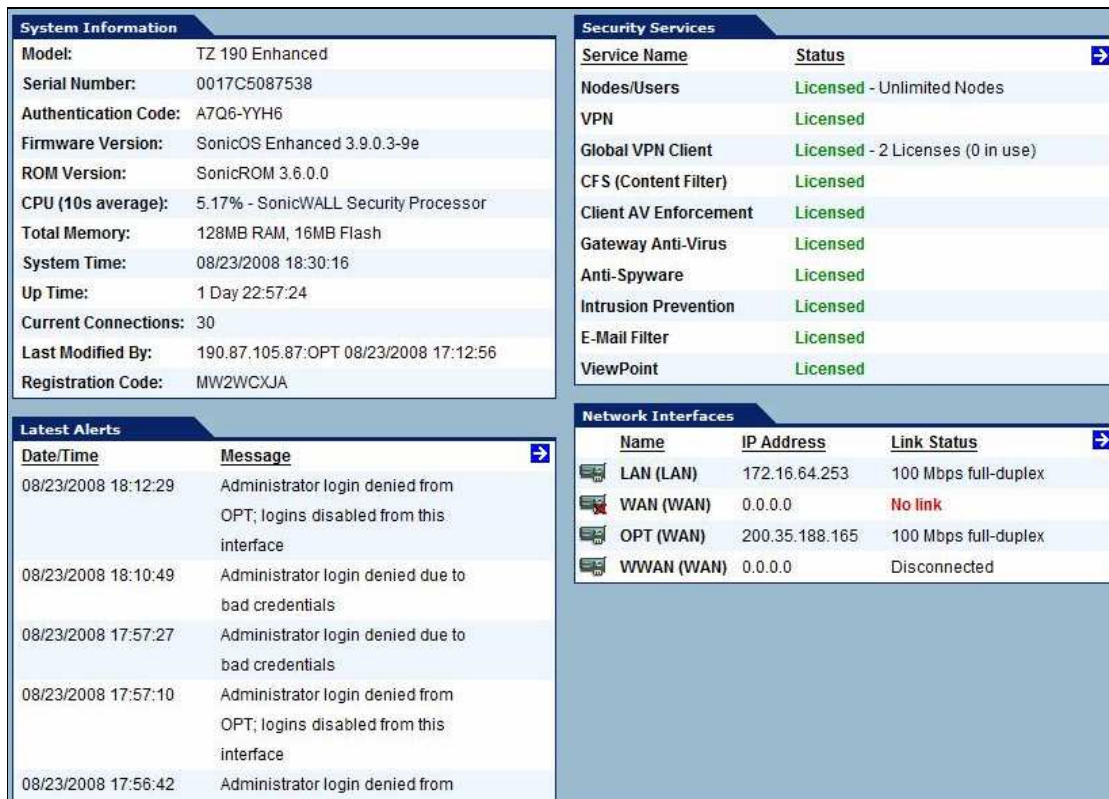 System Information
Model: TZ 190 Enhanced
Serial Number: 0017C5087538
Authentication Code: A7Q6-YYH6
Firmware Version: SonicOS Enhanced 3.9.0.3-9e
ROM Version: SonicROM 3.6.0.0
CPU (10s average): 5.17% - SonicWALL Security Processor
Total Memory: 128MB RAM, 16MB Flash
System Time: 08/23/2008 18:30:16
Up Time: 1 Day 22:57:24
Current Connections: 30
Last Modified By: 190.87.105.87:OPT 08/23/2008 17:12:56
Registration Code: MW2WCXJA
Latest Alerts
Date/Time Message
08/23/2008 18:12:29 Administrator login denied from
OPT; logins disabled from this
interface
08/23/2008 18:10:49 Administrator login denied due to
bad credentials
08/23/2008 17:57:27 Administrator login denied due to
bad credentials
08/23/2008 17:57:10 Administrator login denied from
OPT; logins disabled from this
interface
08/23/2008 17:56:42 Administrator login denied from
Security Services
Service Name Status
Nodes/Users Licensed - Unlimited Nodes
VPN Licensed
Global VPN Client Licensed - 2 Licenses (0 in use)
CFS (Content Filter) Licensed
Client AV Enforcement Licensed
Gateway Anti-Virus Licensed
Anti-Spyware Licensed
Intrusion Prevention Licensed
E-Mail Filter Licensed
ViewPoint Licensed
Network Interfaces
Name IP Address Link Status
LAN (LAN) 172.16.64.253 100 Mbps full-duplex
WAN (WAN) 0.0.0.0 No link
OPT (WAN) 200.35.188.165 100 Mbps full-duplex
WWAN (WAN) 0.0.0.0 Disconnected